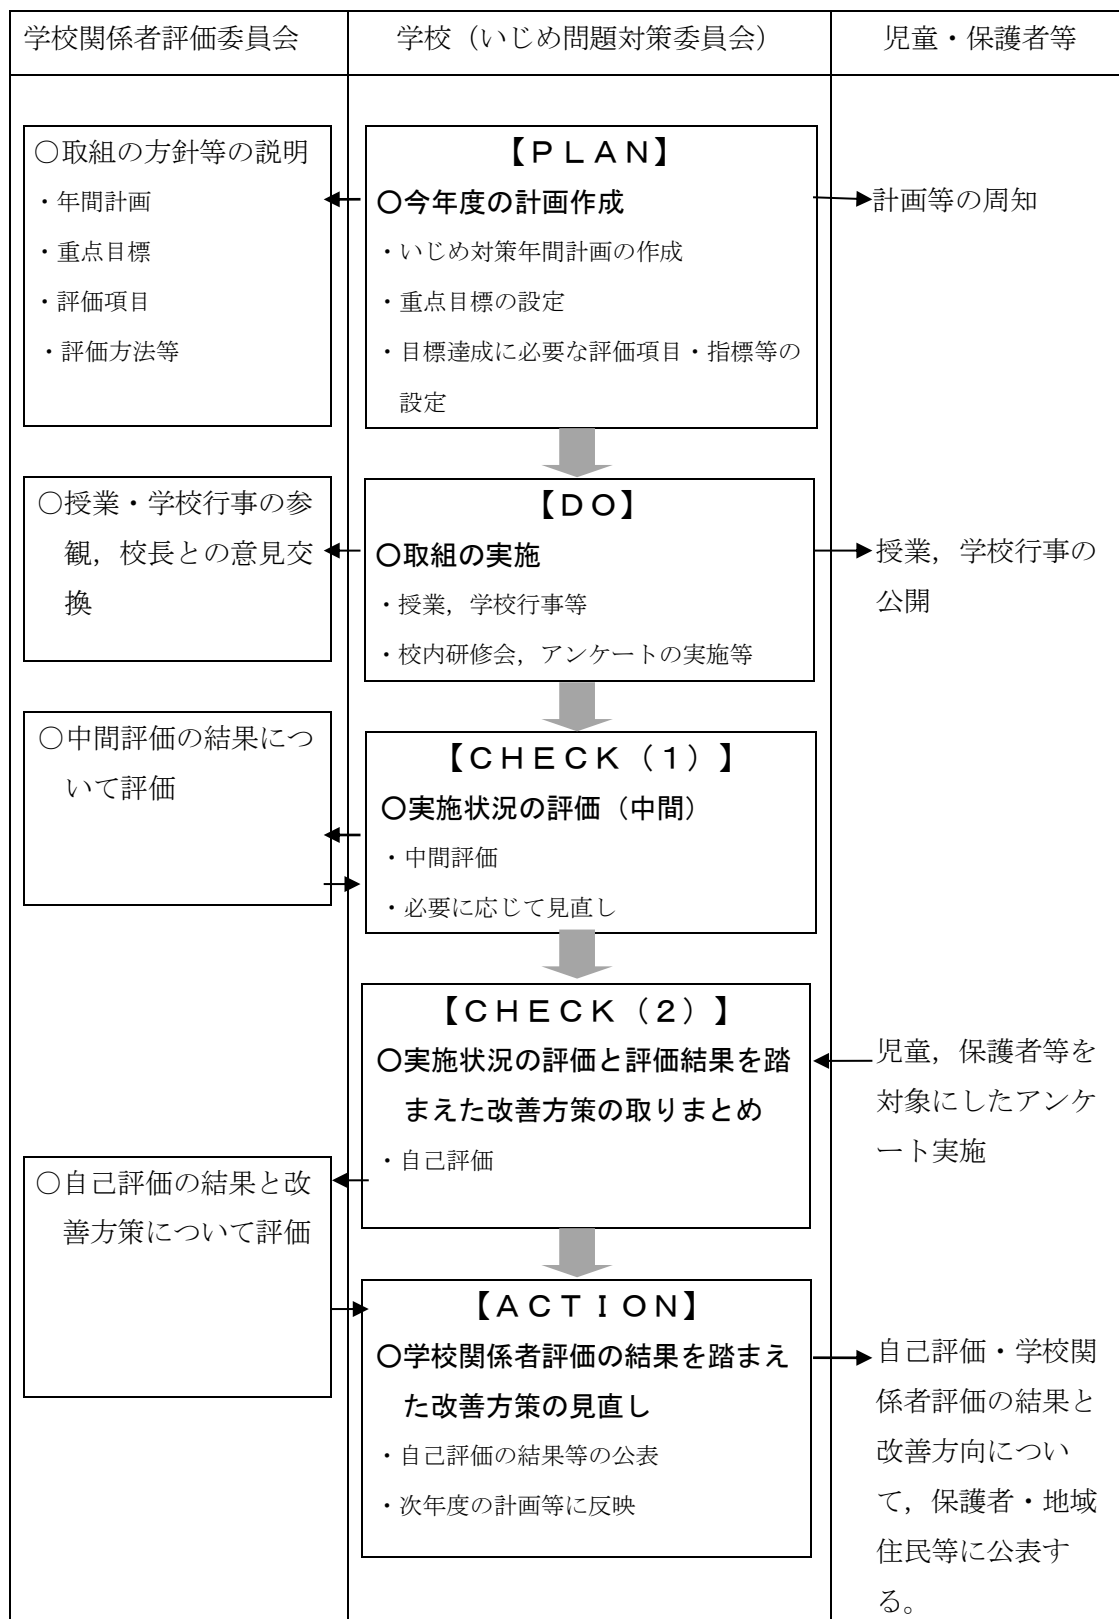 学校関係者評価委員会
学校（いじめ問題対策委員会）
児童・保護者等
○取組の方針等の説明
・年間計画
・重点目標
・評価項目
・評価方法等
【ＰＬＡＮ】
○今年度の計画作成
・いじめ対策年間計画の作成
・重点目標の設定
・目標達成に必要な評価項目・指標等の
設定
計画等の周知
○授業・学校行事の参
観，校長との意見交
換
【ＤＯ】
○取組の実施
・授業，学校行事等
・校内研修会，アンケートの実施等
授業，学校行事の
公開
○中間評価の結果につ
いて評価
【ＣＨＥＣＫ（１）】
○実施状況の評価（中間）
・中間評価
・必要に応じて見直し
【ＣＨＥＣＫ（２）】
○実施状況の評価と評価結果を踏
まえた改善方策の取りまとめ
・自己評価
児童，保護者等を
対象にしたアンケ
ート実施
○自己評価の結果と改
善方策について評価
【ＡＣＴＩＯＮ】
○学校関係者評価の結果を踏まえ
た改善方策の見直し
・自己評価の結果等の公表
・次年度の計画等に反映
自己評価・学校関
係者評価の結果と
改善方向につい
て，保護者・地域
住民等に公表す
る。